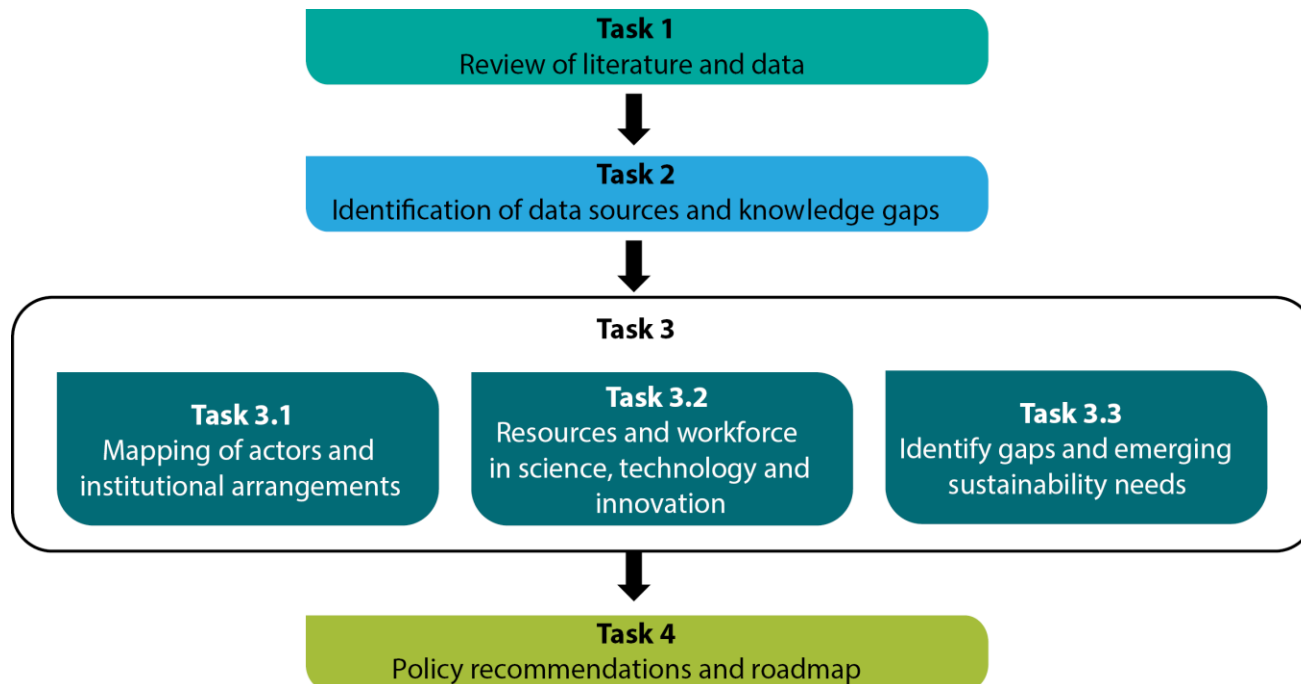 Task 1
Review of literature and data
Task 2
Identification of data sources and knowledge gaps
Task 3
Task 3.1
Mapping of actors and
institutional arrangements
Task 3.2
Resources and workforce
in science, technology and
innovation
Task 3.3
Identify gaps and emerging
sustainability needs
Task 4
Policy recommendations and roadmap